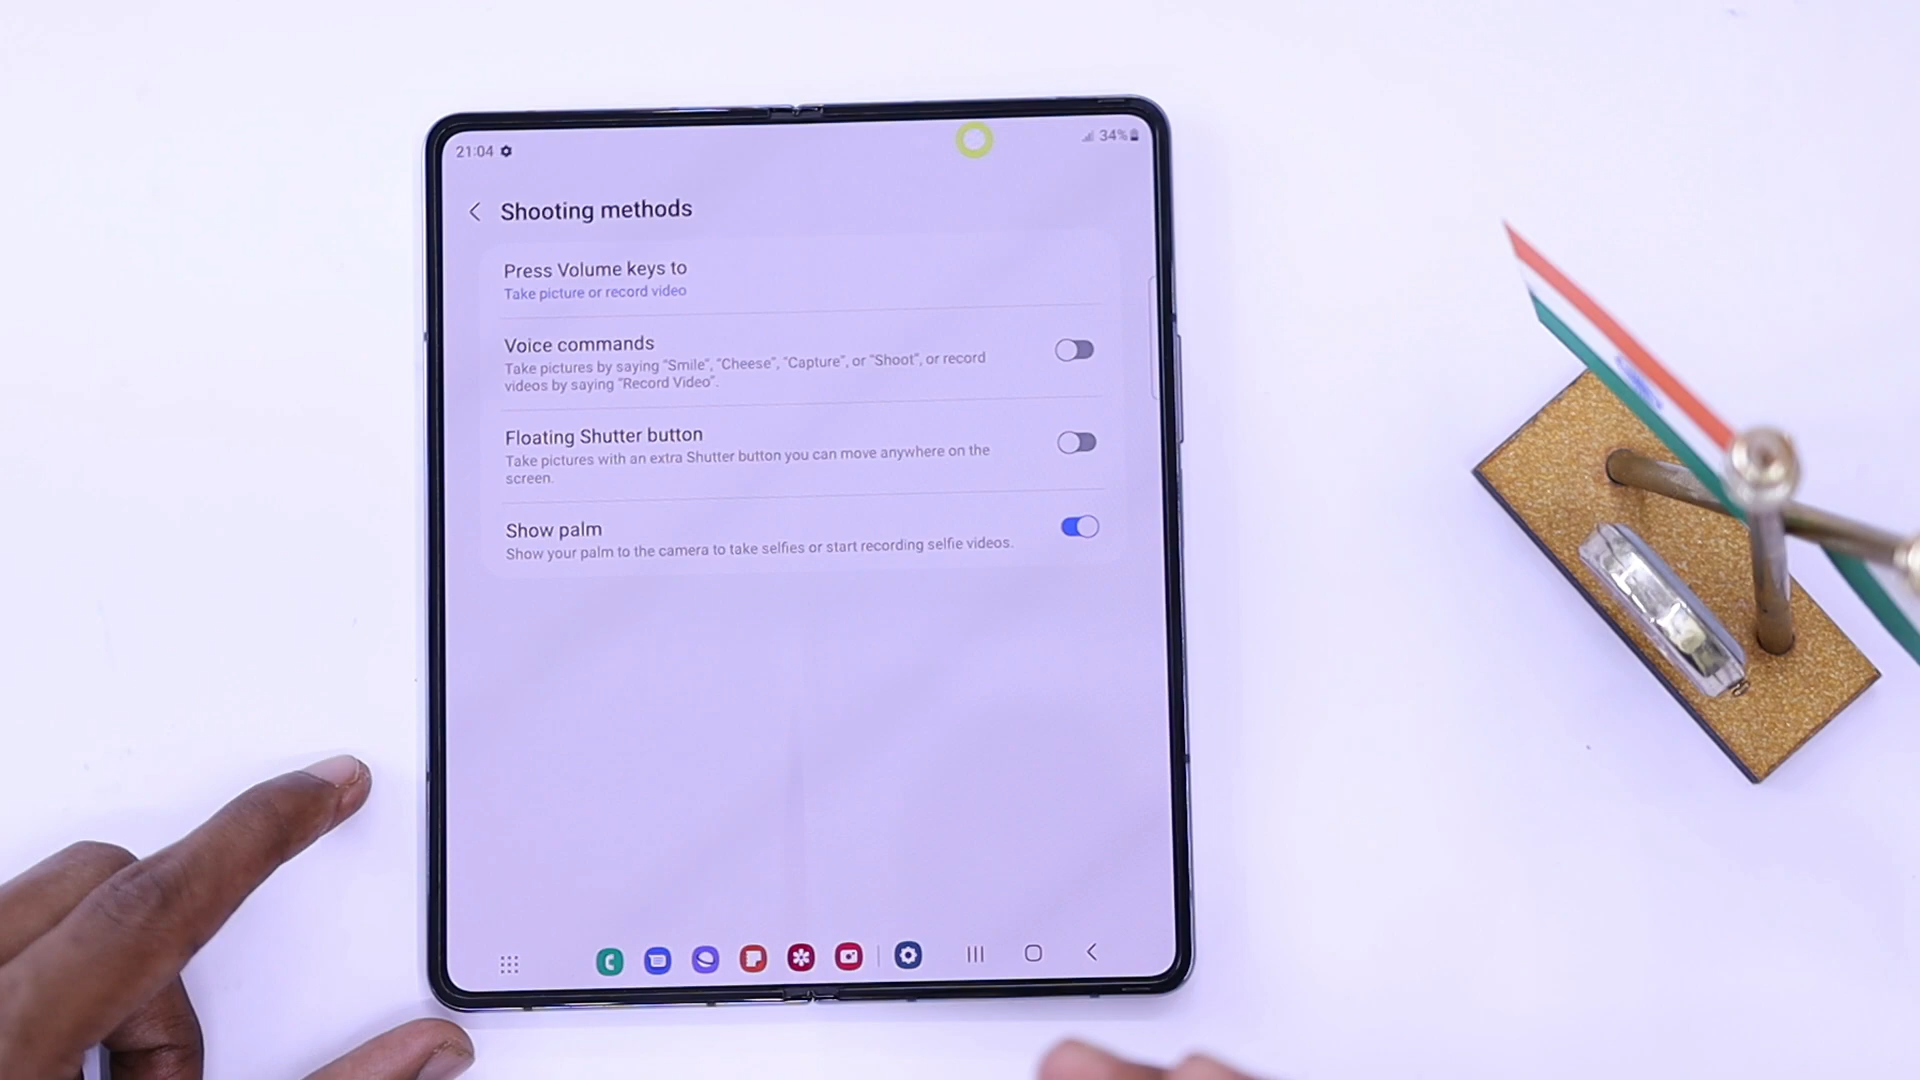 21:04
34%
Shooting methods
Press Volume keys to
Take picture or record video
Voice commands
Take pictures by saying "Smile", "Cheese", "Capture", or "Shoot", or record
videos by saying "Record Video".
Floating Shutter button
Take pictures with an extra Shutter button you can move anywhere on the
screen.
Show palm
Show your palm to the camera to take selfies or start recording selfie videos.